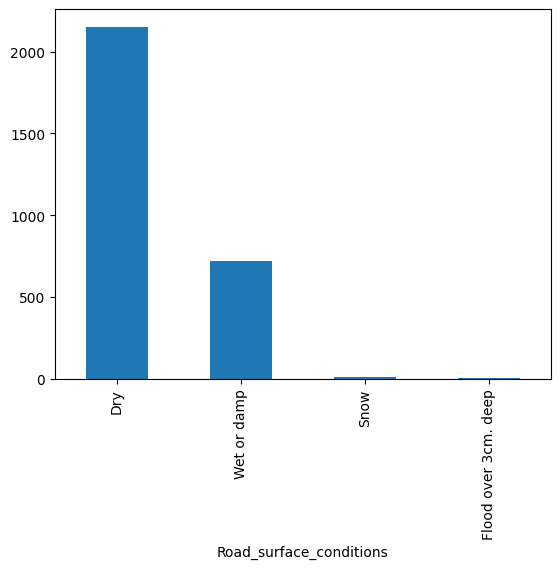 2000
1500
1000
500
0
Dry
Wet or damp
Snow
Flood over 3cm. deep
Road_surface_conditions